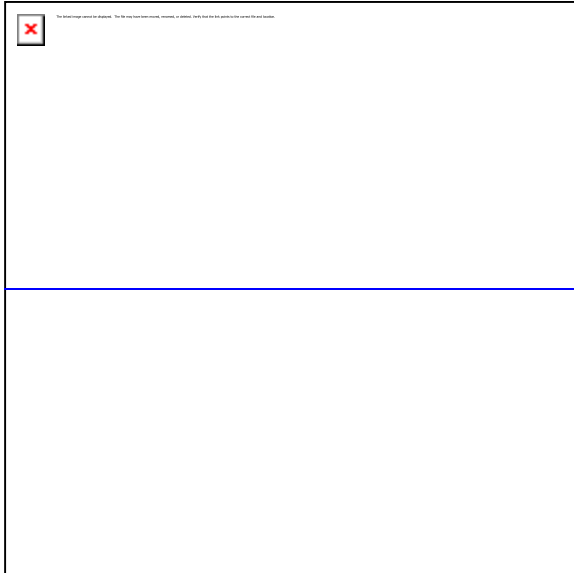 The linked image cannot be displayed. The file may have been moved, renamed, or deleted. Verify that the link points to the correct file and location.